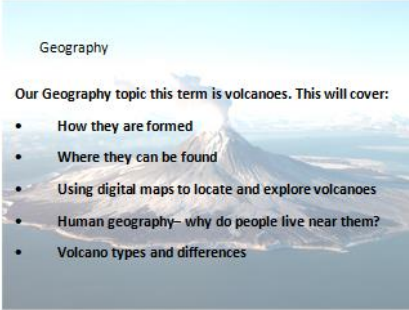 Geography
Our Geography topic this term is volcanoes. This will cover:
• How they are formed
• Where they can be found
• Using digital maps to locate and explore volcanoes
• Human geography– why do people live near them?
• Volcano types and differences